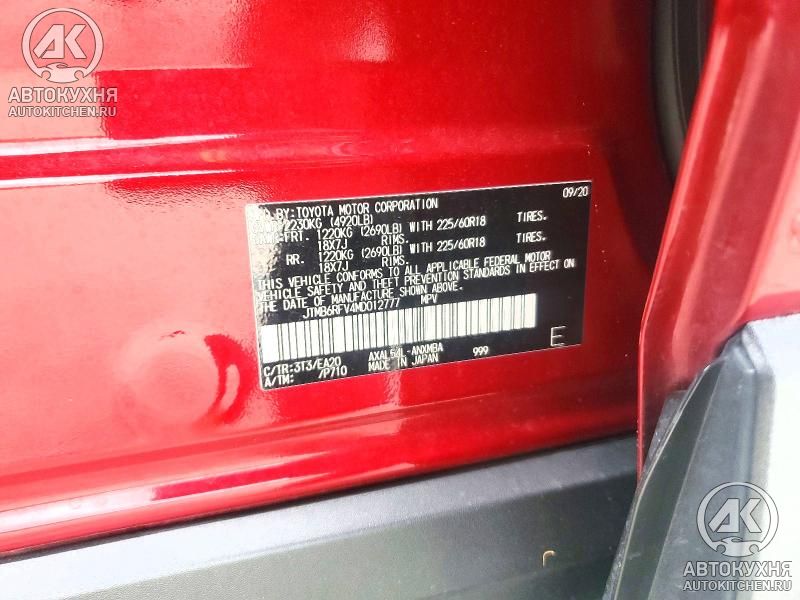 АК
АВТОКУХНЯ
AUTOKITCHEN.RU
09/20
BY: TOYOTA MOTOR CORPORATION
2230KG (4920LB)
FRT. 1220KG (2690LB) WITH 225/60R18 TIRES,
18X7J RIMS.
RR. 1220KG (2690LB) WITH 225/60R18 TIRES,
18X7J RIMS.
THIS VEHICLE CONFORMS TO ALL APPLICABLE FEDERAL MOTOR
VEHICLE SAFETY AND THEFT PREVENTION STANDARDS IN EFFECT ON
THE DATE OF MANUFACTURE SHOWN ABOVE.
JTMB6RFV4MD012777 MPV
C/TR: 3T3/EA20 AXAL54L-ANXMBA 999 E
A/TM: /P710 MADE IN JAPAN
АК
АВТОКУХНЯ
AUTOKITCHEN.RU